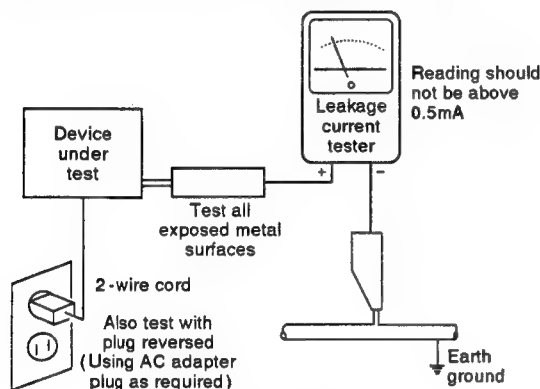 Reading should
not be above
0.5mA
Leakage
current
tester
+ -
Device
under
test
Test all
exposed metal
surfaces
2-wire cord
Also test with
plug reversed
(Using AC adapter
plug as required)
Earth
ground